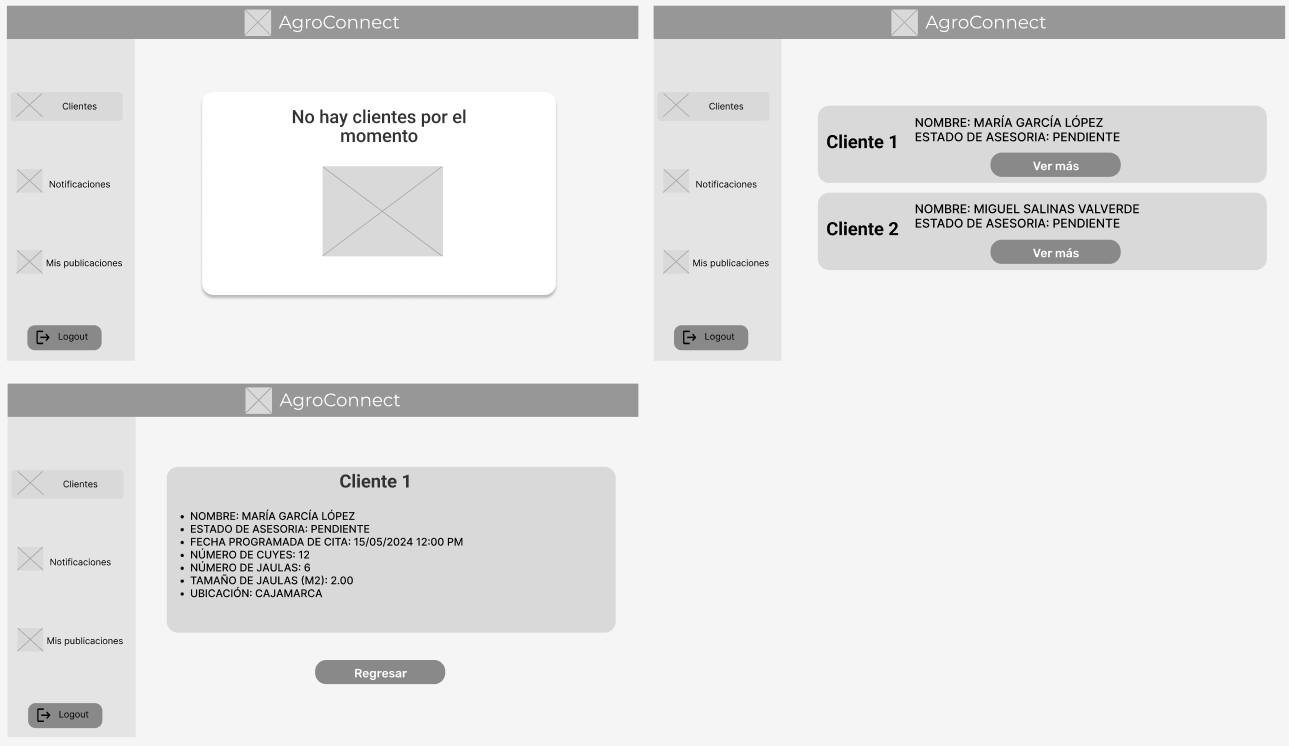 AgroConnect
Clientes
Notificaciones
Mis publicaciones
Logout
No hay clientes por el
momento
AgroConnect
Clientes
Notificaciones
Mis publicaciones
Logout
Cliente 1
NOMBRE: MARÍA GARCÍA LÓPEZ
ESTADO DE ASESORIA: PENDIENTE
Ver más
Cliente 2
NOMBRE: MIGUEL SALINAS VALVERDE
ESTADO DE ASESORIA: PENDIENTE
Ver más
AgroConnect
Clientes
Notificaciones
Mis publicaciones
Logout
Cliente 1
• NOMBRE: MARÍA GARCÍA LÓPEZ
• ESTADO DE ASESORIA: PENDIENTE
• FECHA PROGRAMADA DE CITA: 15/05/2024 12:00 PM
• NÚMERO DE CUYES: 12
• NÚMERO DE JAULAS: 6
• TAMAÑO DE JAULAS (M2): 2.00
• UBICACIÓN: CAJAMARCA
Regresar